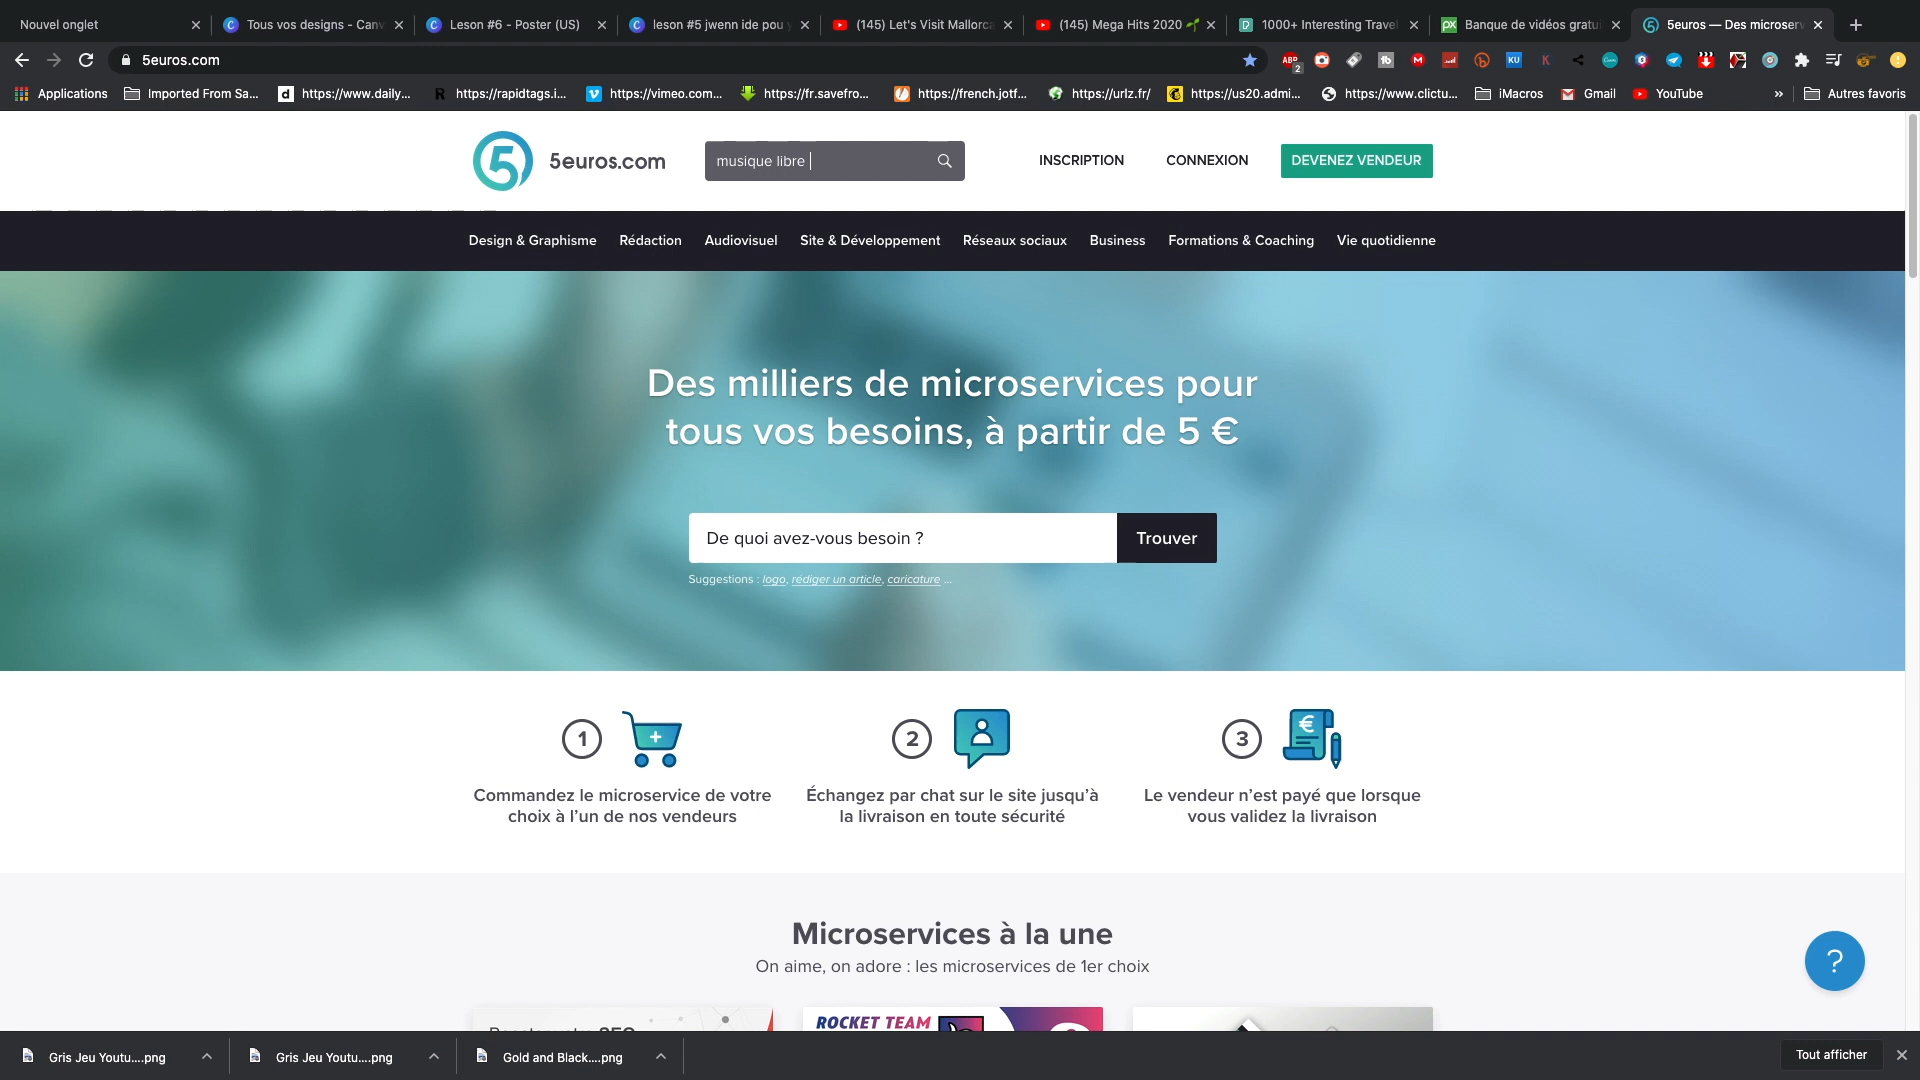 Nouvel onglet
Tous vos designs - Canv
Leson #6 - Poster (US)
leson #5 jwenn ide pou y
(145) Let's Visit Mallorca
(145) Mega Hits 2020
1000+ Interesting Travel
Banque de vidéos gratui
5euros — Des microserv
5euros.com
Applications
Imported From Sa...
https://www.daily...
https://rapidtags.i...
https://vimeo.com...
https://fr.savefro...
https://french.jotf...
https://urlz.fr/
https://us20.admi...
https://www.clictu...
iMacros
Gmail
YouTube
»
Autres favoris
5euros.com
musique libre
INSCRIPTION
CONNEXION
DEVENEZ VENDEUR
Design & Graphisme
Rédaction
Audiovisuel
Site & Développement
Réseaux sociaux
Business
Formations & Coaching
Vie quotidienne
Des milliers de microservices pour
tous vos besoins, à partir de 5 €
De quoi avez-vous besoin ?
Trouver
Suggestions : logo, rédiger un article, caricature ...
1
2
3
Commandez le microservice de votre
choix à l'un de nos vendeurs
Échangez par chat sur le site jusqu'à
la livraison en toute sécurité
Le vendeur n'est payé que lorsque
vous validez la livraison
Microservices à la une
On aime, on adore : les microservices de 1er choix
ROCKET TEAM
?
Gris Jeu Youtu....png
Gris Jeu Youtu....png
Gold and Black....png
Tout afficher